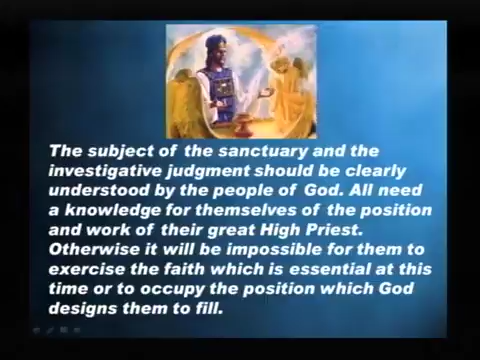 The subject of the sanctuary and the
investigative judgment should be clearly
understood by the people of God. All need
a knowledge for themselves of the position
and work of their great High Priest.
Otherwise it will be impossible for them to
exercise the faith which is essential at this
time or to occupy the position which God
designs them to fill.